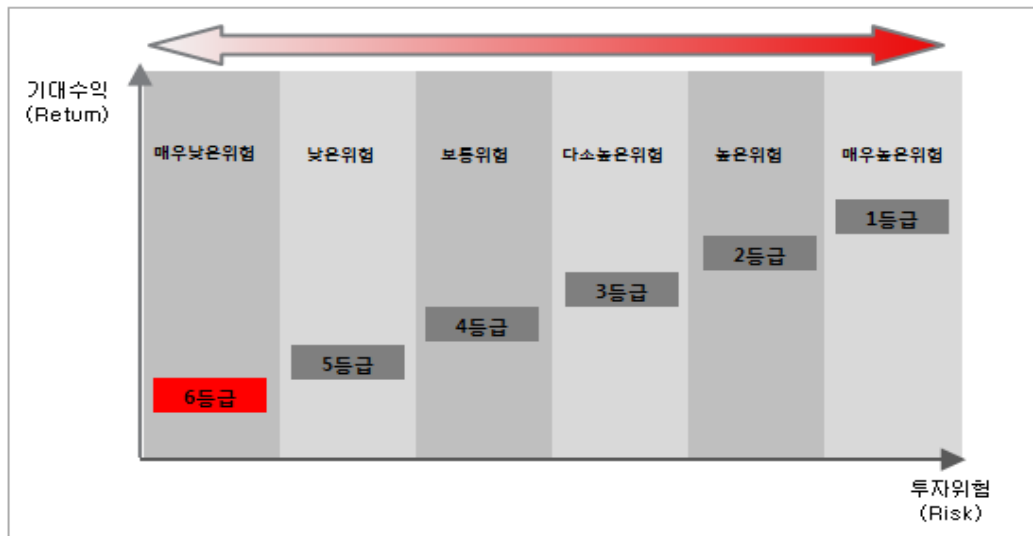 기대수익
(Return)
매우낮은위험
낮은위험
보통위험
다소높은위험
높은위험
매우높은위험
1등급
2등급
3등급
4등급
5등급
6등급
투자위험
(Risk)